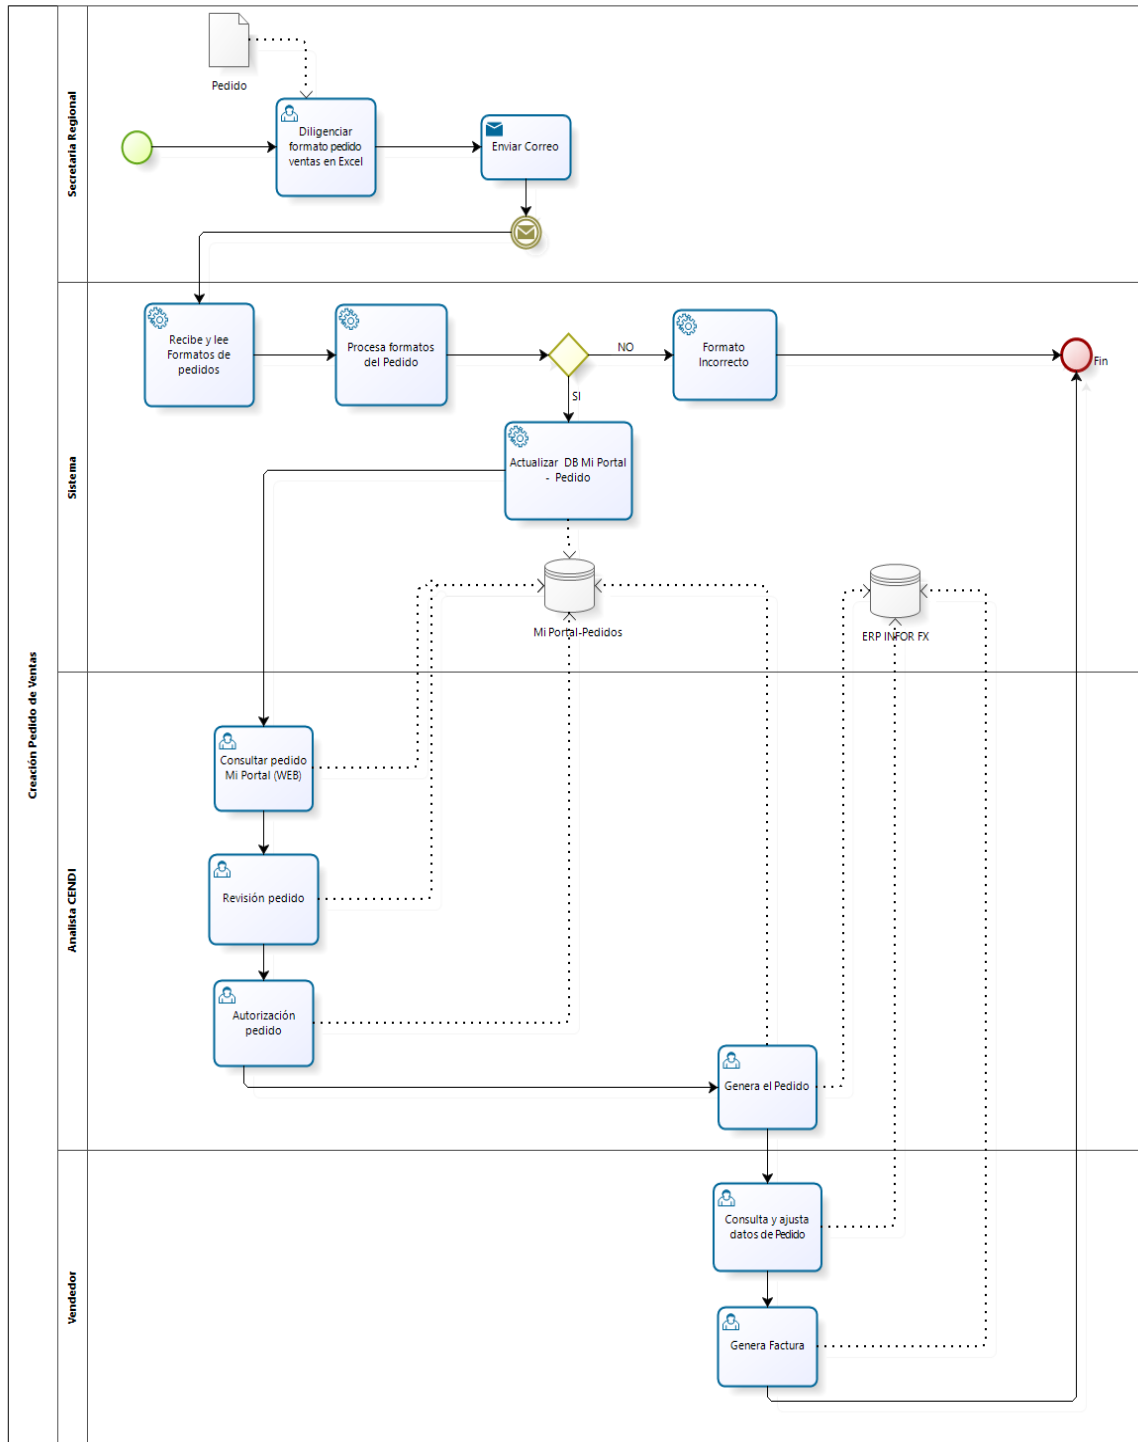 Creación Pedido de Ventas
Secretaria Regional
Pedido
Diligenciar
formato pedido
ventas en Excel
Enviar Correo
Sistema
Recibe y lee
Formatos de
pedidos
Procesa formatos
del Pedido
NO
Formato
Incorrecto
Fin
SI
Actualizar DB Mi Portal
- Pedido
Mi Portal-Pedidos
ERP INFOR FX
Analista CENDI
Consultar pedido
Mi Portal (WEB)
Revisión pedido
Autorización
pedido
Genera el Pedido
Vendedor
Consulta y ajusta
datos de Pedido
Genera Factura